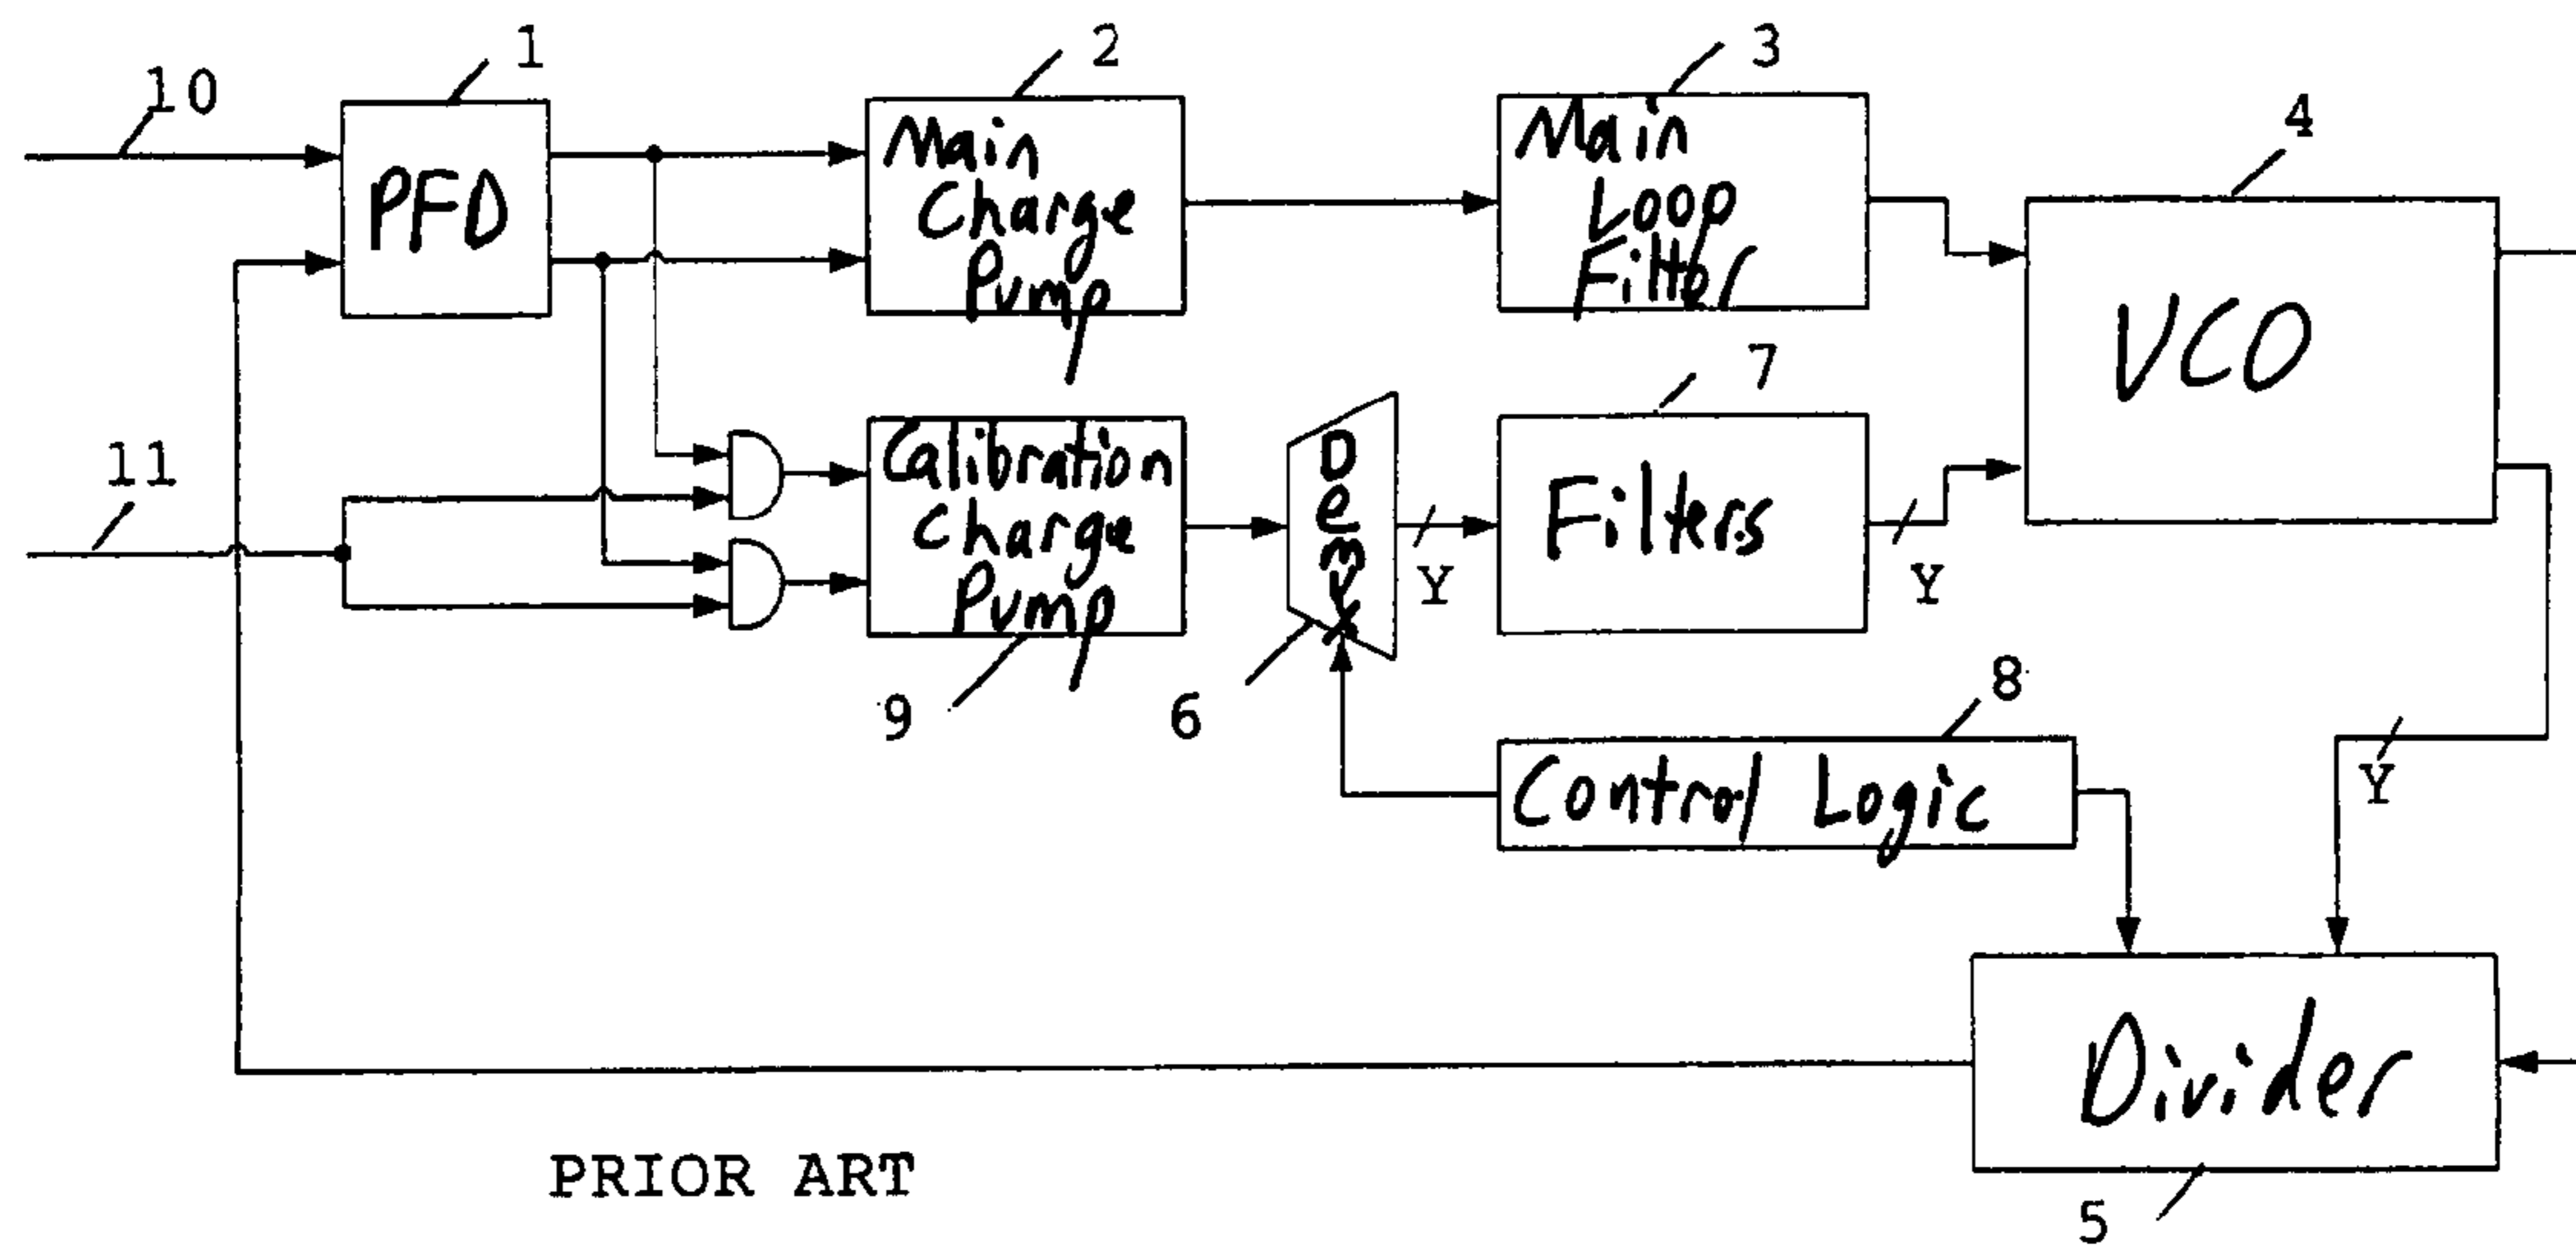 1
2
3
10
4
PFD
Main
Charge
Pump
Main
Loop
Filter
VCO
7
11
Calibration
Charge
Pump
Demux
Filters
Y
Y
9
6
8
Control Logic
Y
Divider
PRIOR ART
5